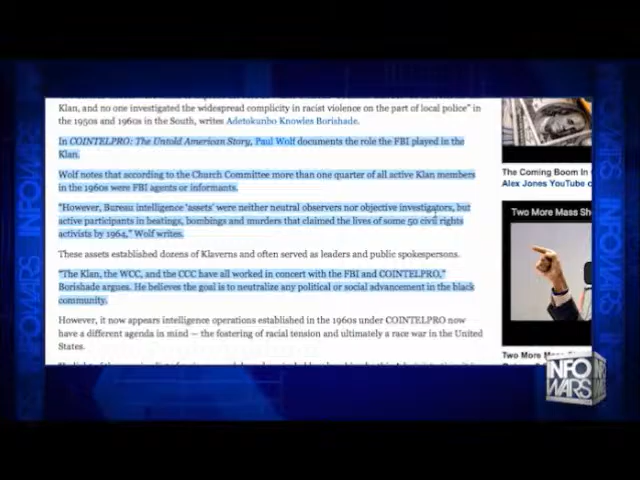 Klan, and no one investigated the widespread complicity in racist violence on the part of local police" in
the 1950s and 1960s in the South, writes Adetokunbo Knowles Borishade.
In COINTELPRO: The Untold American Story, Paul Wolf documents the role the FBI played in the
Klan.
Wolf notes that according to the Church Committee more than one quarter of all active Klan members
in the 1960s were FBI agents or informants.
"However, Bureau intelligence 'assets' were neither neutral observers nor objective investigators, but
active participants in beatings, bombings and murders that claimed the lives of some 50 civil rights
activists by 1964," Wolf writes.
These assets established dozens of Klaverns and often served as leaders and public spokespersons.
"The Klan, the WCC, and the CCC have all worked in concert with the FBI and COINTELPRO,"
Borishade argues. He believes the goal is to neutralize any political or social advancement in the black
community.
However, it now appears intelligence operations established in the 1960s under COINTELPRO now
have a different agenda in mind — the fostering of racial tension and ultimately a race war in the United
States.
The Coming Boom In
Alex Jones YouTube
Two More Mass Sh
Two More
INFO
WARS
INFOWARS
INFOWARS